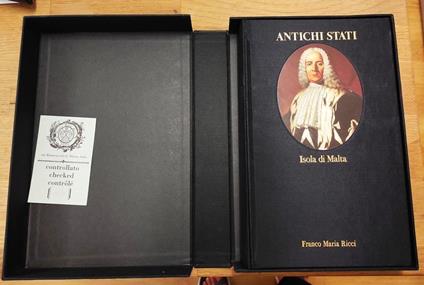 controllato
checked
contrôlé
ANTICHI STATI
Isola di Malta
Franco Maria Ricci